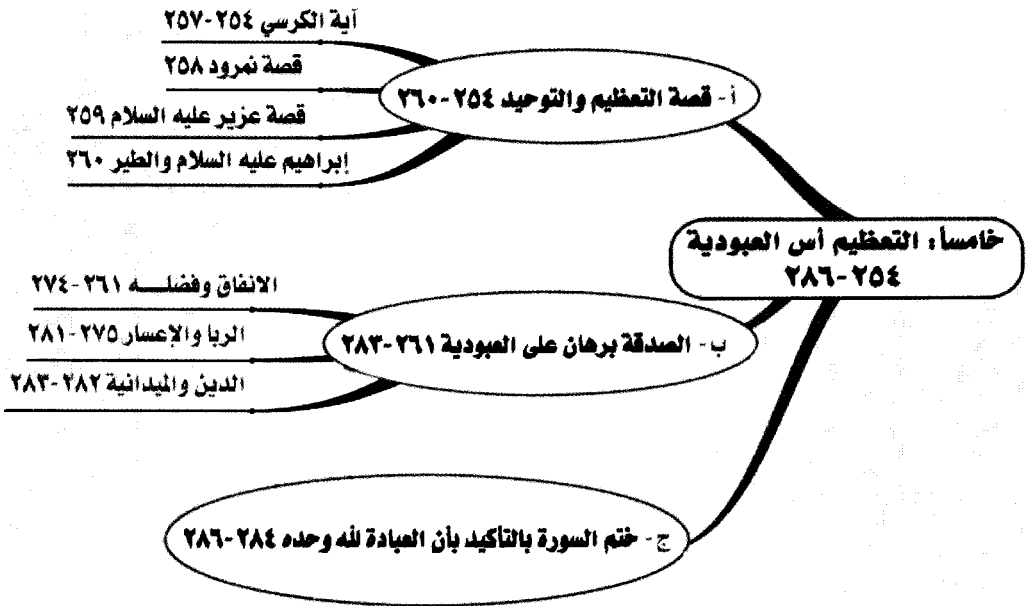 خامساً: التعظيم أس العبودية
٢٥٤-٢٨٦
أ- قصة التعظيم والتوحيد ٢٥٤-٢٦٠
آية الكرسي ٢٥٤-٢٥٧
قصة نمرود ٢٥٨
قصة عزير عليه السلام ٢٥٩
إبراهيم عليه السلام والطير ٢٦٠
ب- الصدقة برهان على العبودية ٢٦١-٢٨٣
الانفاق وفضله ٢٦١-٢٧٤
الربا والإعسار ٢٧٥-٢٨١
الدين والميدانية ٢٨٢-٢٨٣
ج- ختم السورة بالتأكيد بأن العبادة لله وحده ٢٨٤-٢٨٦